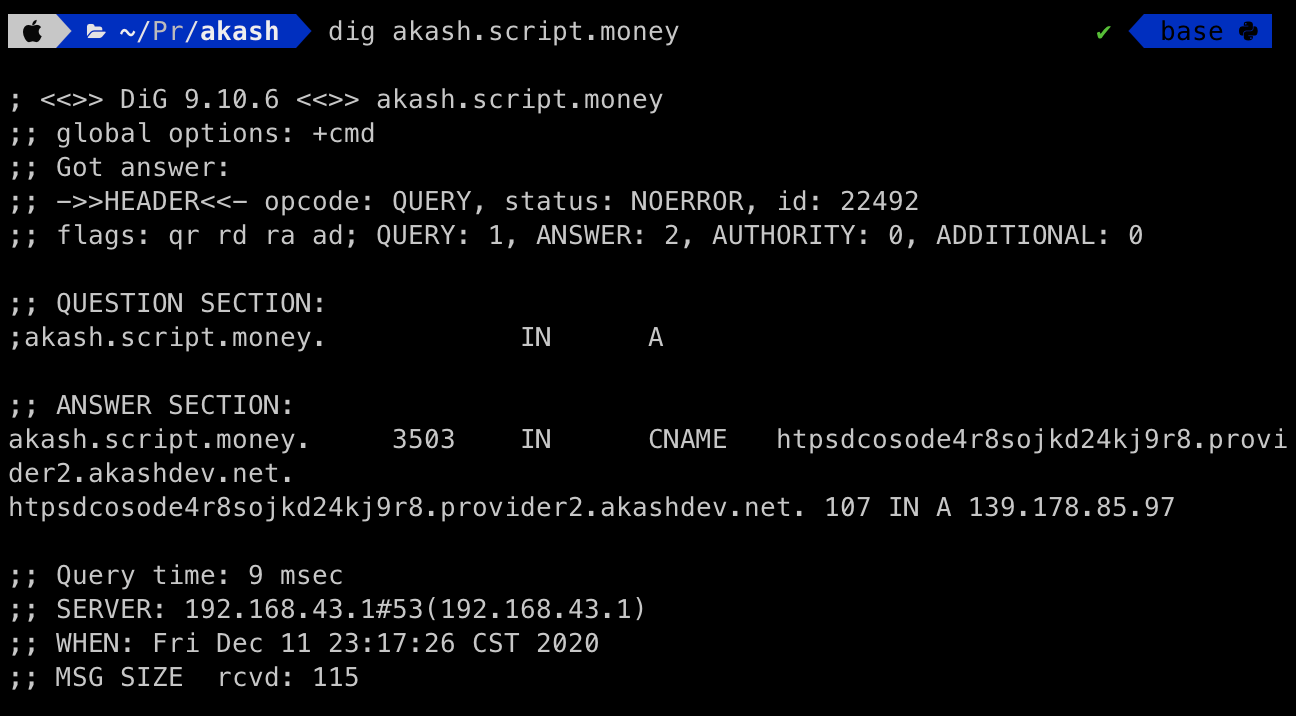 ~/Pr/akash dig akash.script.money ✔ base
; <<>> DiG 9.10.6 <<>> akash.script.money
;; global options: +cmd
;; Got answer:
;; ->>HEADER<<- opcode: QUERY, status: NOERROR, id: 22492
;; flags: qr rd ra ad; QUERY: 1, ANSWER: 2, AUTHORITY: 0, ADDITIONAL: 0
;; QUESTION SECTION:
;akash.script.money. IN A
;; ANSWER SECTION:
akash.script.money. 3503 IN CNAME htpsdcosode4r8sojkd24kj9r8.provi
der2.akashdev.net.
htpsdcosode4r8sojkd24kj9r8.provider2.akashdev.net. 107 IN A 139.178.85.97
;; Query time: 9 msec
;; SERVER: 192.168.43.1#53(192.168.43.1)
;; WHEN: Fri Dec 11 23:17:26 CST 2020
;; MSG SIZE  rcvd: 115